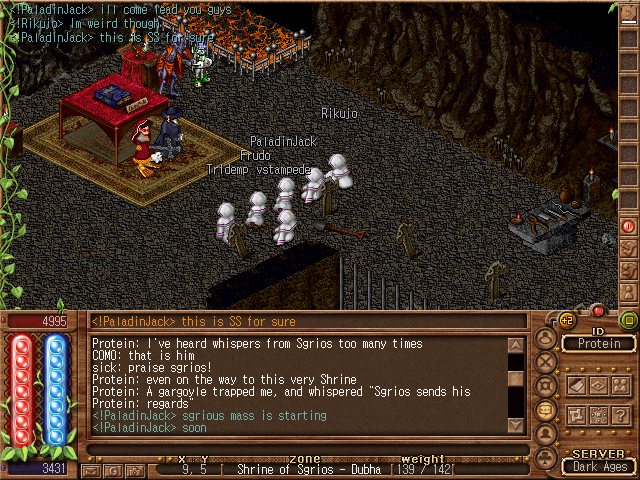 <!PaladinJack> ill come lead you guys
<!Rikujo> Im weird though
<!PaladinJack> this is SS for sure
Rikujo
PaladinJack
Frudo
Tridemp vstampede
4995
<!PaladinJack> this is SS for sure
+2
ID
Protein
Protein: I've heard whispers from Sgrios too many times
COMO: that is him
sick: praise sgrios!
Protein: even on the way to this very Shrine
Protein: A gargoyle trapped me, and whispered "Sgrios sends his
Protein: regards"
<!PaladinJack> sgrious mass is starting
<!PaladinJack> soon
?
3431
x y zone weight
9, 5 [ Shrine of Sgrios - Dubha [139 / 142[
SERVER
Dark Ages